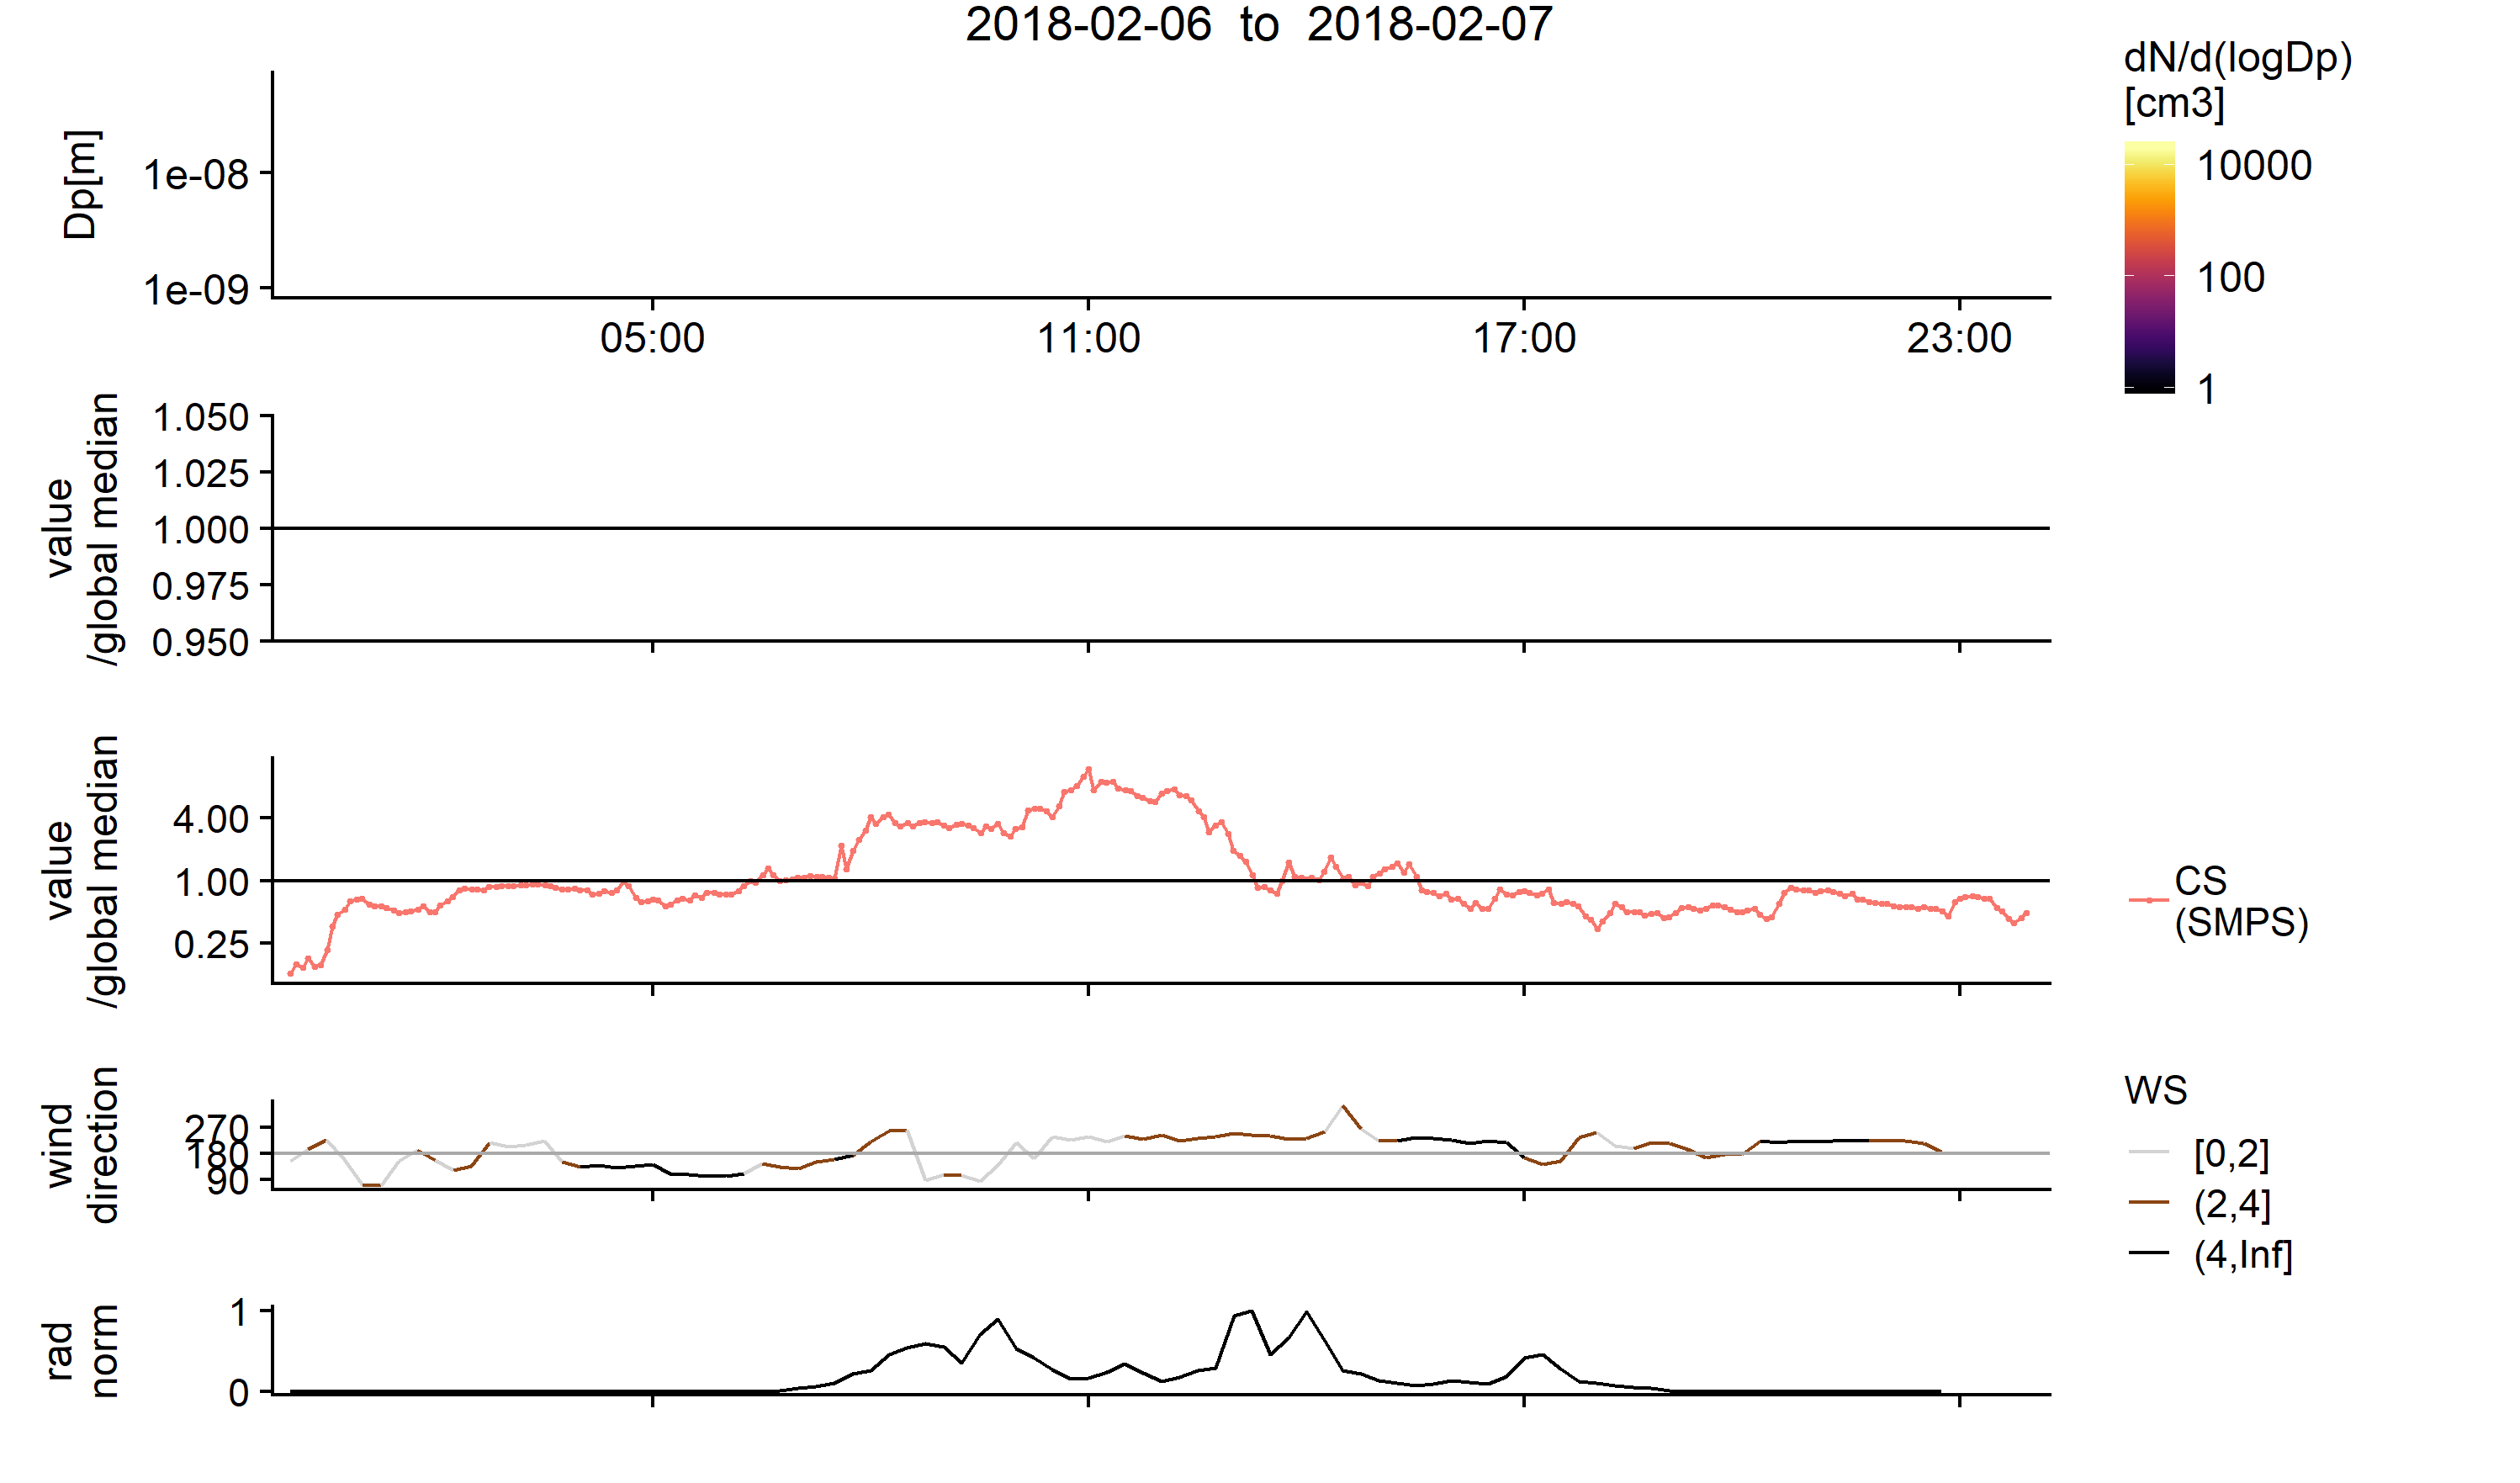 2018-02-06 to 2018-02-07
dN/d(logDp)
[cm3]
10000
100
1
Dp[m]
1e-08
1e-09
05:00
11:00
17:00
23:00
value
/global median
1.050
1.025
1.000
0.975
0.950
value
/global median
4.00
1.00
0.25
CS
(SMPS)
wind
direction
270
180
90
WS
[0,2]
(2,4]
(4,Inf]
rad
norm
1
0